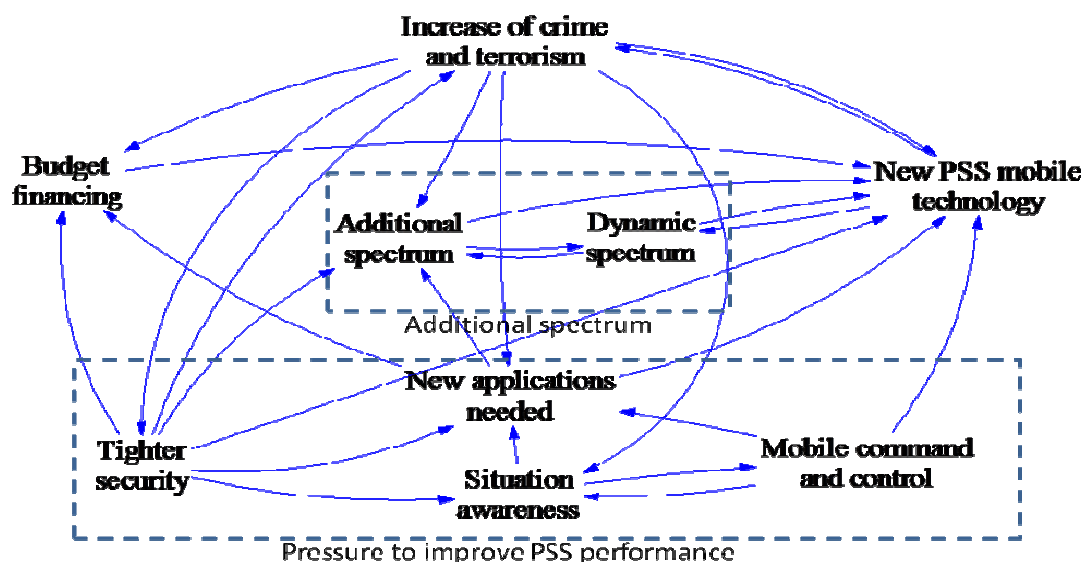 Increase of crime
and terrorism
Budget
financing
New PSS mobile
technology
Additional
spectrum
Dynamic
spectrum
Additional spectrum
New applications
needed
Tighter
security
Situation
awareness
Mobile command
and control
Pressure to improve PSS performance